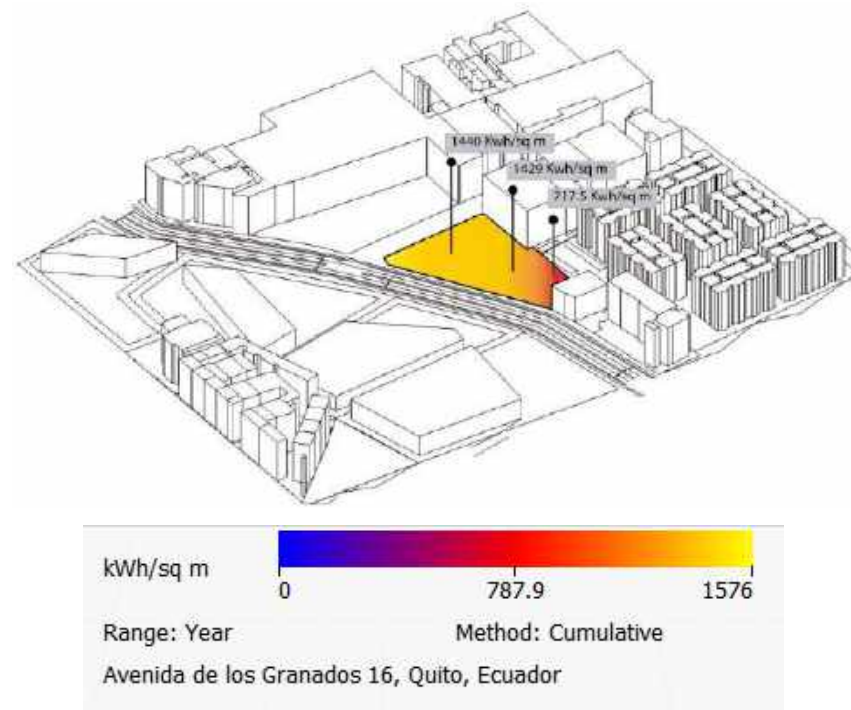 1440 Kwh/sq m
1429 Kwh/sq m
717.5 Kwh/sq m
kWh/sq m
0 787.9 1576
Range: Year Method: Cumulative
Avenida de los Granados 16, Quito, Ecuador